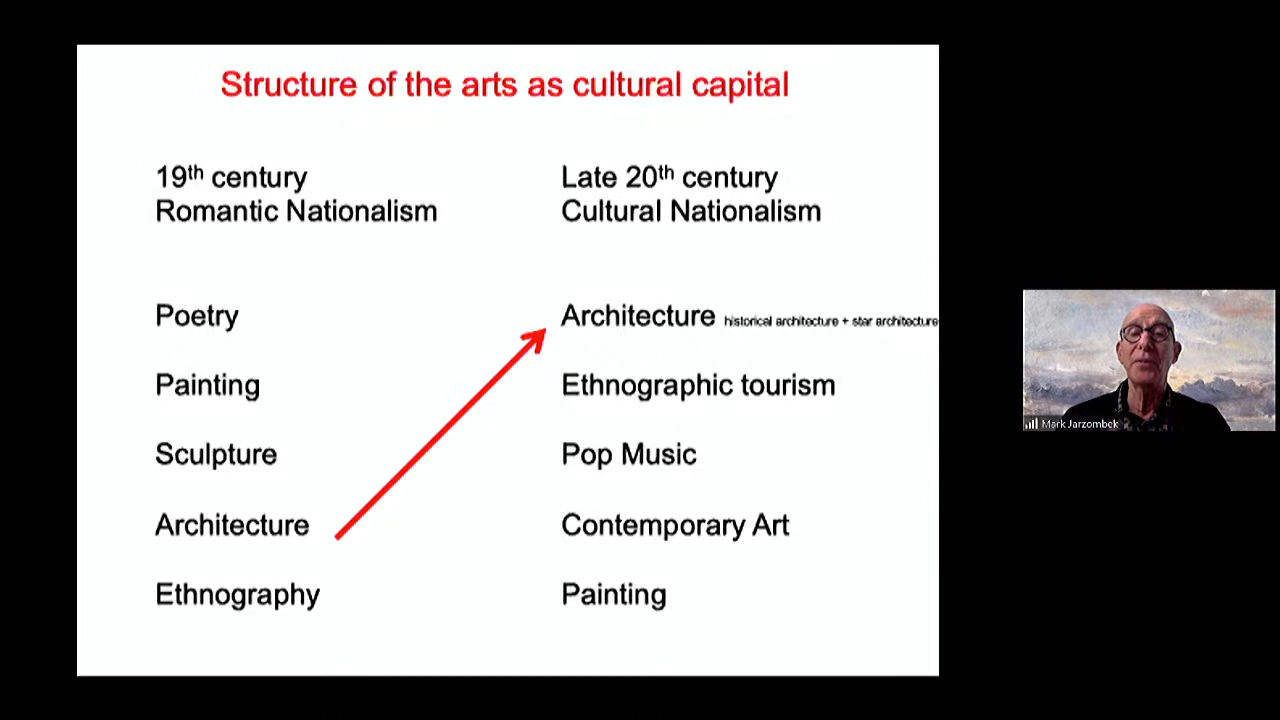 Structure of the arts as cultural capital
19th century
Romantic Nationalism
Poetry
Painting
Sculpture
Architecture
Ethnography
Late 20th century
Cultural Nationalism
Architecture historical architecture + star architecture
Ethnographic tourism
Pop Music
Contemporary Art
Painting
Mark Jarzombek